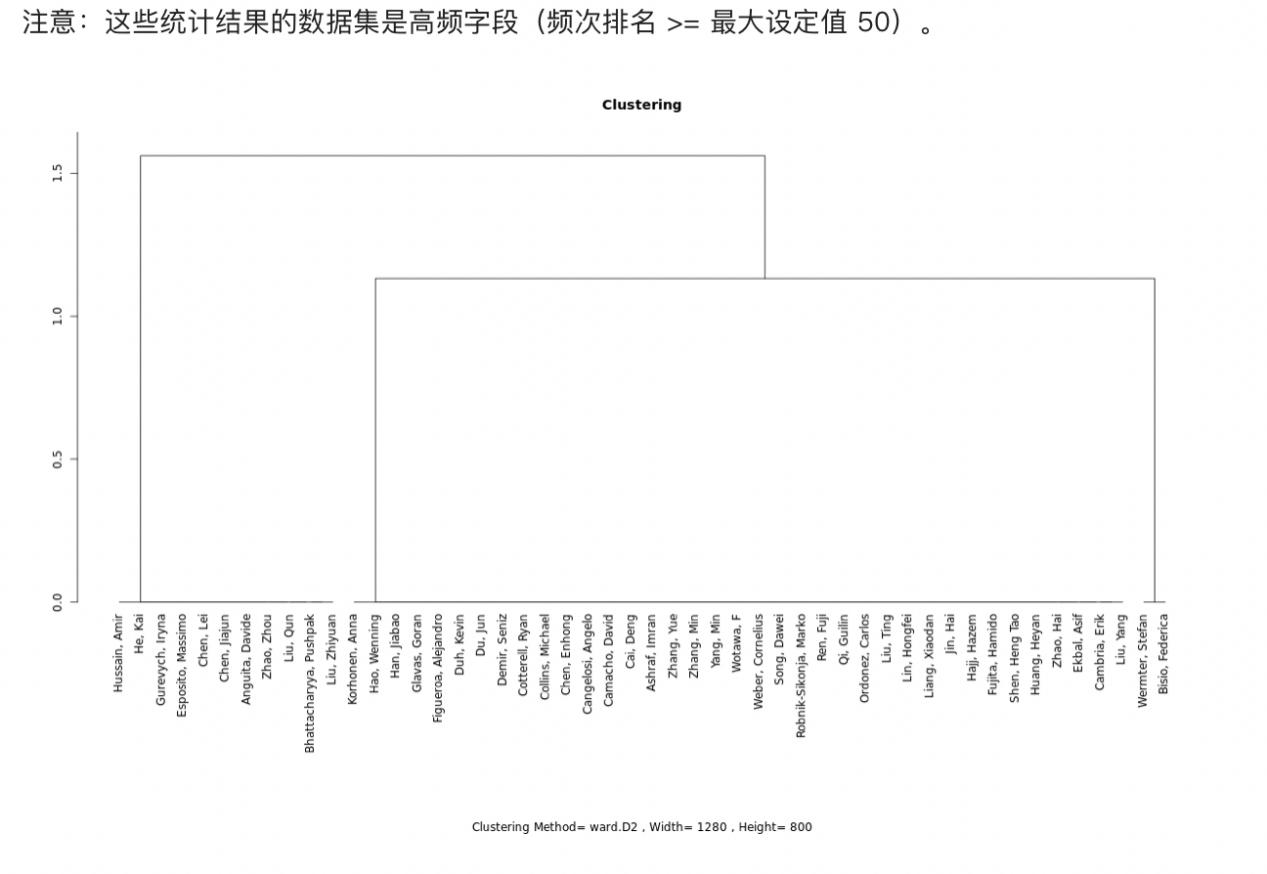 注意：这些统计结果的数据集是高频字段（频次排名 >= 最大设定值 50）。
Clustering
1.5
1.0
0.5
0.0
Hussain, Amir
He, Kai
Gurevych, Iryna
Esposito, Massimo
Chen, Lei
Chen, Jiajun
Anguita, Davide
Zhao, Zhou
Liu, Qun
Bhattacharyya, Pushpak
Liu, Zhiyuan
Korhonen, Anna
Hao, Wenning
Han, Jiabao
Glavas, Goran
Figueroa, Alejandro
Duh, Kevin
Du, Jun
Demir, Seniz
Cotterell, Ryan
Collins, Michael
Chen, Enhong
Cangelosi, Angelo
Camacho, David
Cai, Deng
Ashraf, Imran
Zhang, Yue
Zhang, Min
Yang, Min
Wotawa, F
Weber, Cornelius
Song, Dawei
Robnik-Sikonja, Marko
Ren, Fuji
Qi, Guilin
Ordonez, Carlos
Liu, Ting
Lin, Hongfei
Liang, Xiaodan
Jin, Hai
Hajj, Hazem
Fujita, Hamido
Shen, Heng Tao
Huang, Heyan
Zhao, Hai
Ekbal, Asif
Cambria, Erik
Liu, Yang
Wermter, Stefan
Bisio, Federica
Clustering Method= ward.D2 , Width= 1280 , Height= 800